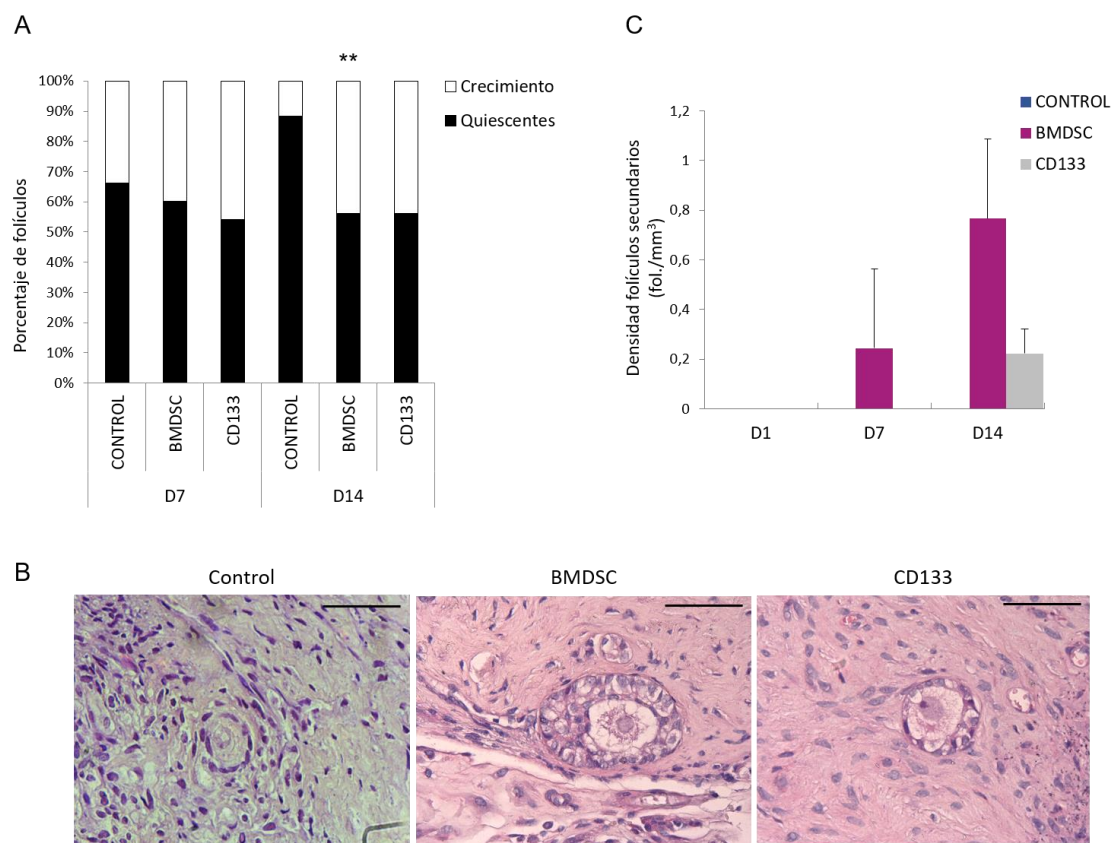 A
**
100%
90%
80%
70%
60%
50%
40%
30%
20%
10%
0%
Porcentaje de folículos
Crecimiento
Quiescentes
CONTROL
BMDSC
CD133
CONTROL
BMDSC
CD133
D7
D14
C
CONTROL
BMDSC
CD133
1,2
1
0,8
0,6
0,4
0,2
0
Densidad folículos secundarios
(fol./mm³)
D1
D7
D14
B
Control
BMDSC
CD133